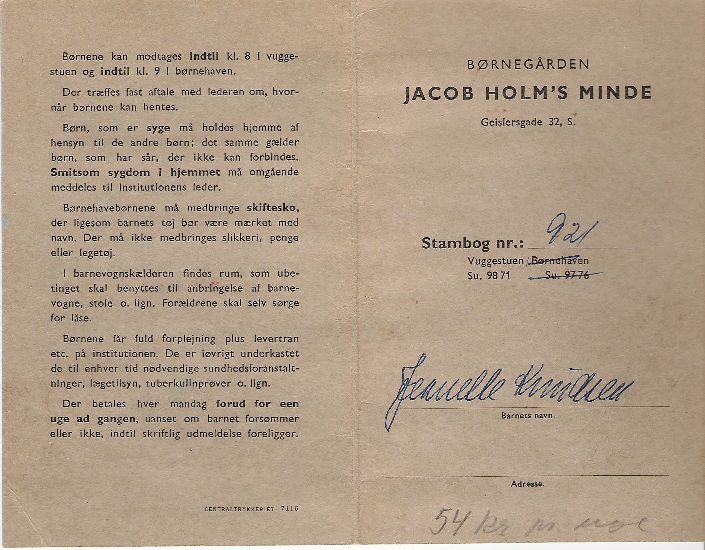 Børnene kan modtages indtil kl. 8 i vugge-
stuen og indtil kl. 9 i børnehaven.
Der træffes fast aftale med lederen om, hvor-
når børnene kan hentes.
Børn, som er syge må holdes hjemme af
hensyn til de andre børn; det samme gælder
børn, som har sår, der ikke kan forbindes.
Smitsom sygdom i hjemmet må omgående
meddeles til institutionens leder.
Børnehavebørnene må medbringe skiftesko,
der ligesom barnets tøj bør være mærket med
navn. Der må ikke medbringes slikkeri, penge
eller legetøj.
I barnevognskælderen findes rum, som ube-
tinget skal benyttes til anbringelse af barne-
vogne, stole o. lign. Forældrene skal selv sørge
for låse.
Børnene får fuld forplejning plus levertran
etc. på institutionen. De er iøvrigt underkastet
de til enhver tid nødvendige sundhedsforanstalt-
ninger, lægetilsyn, tuberkulinprøver o. lign.
Der betales hver mandag forud for een
uge ad gangen, uanset om barnet forsømmer
eller ikke, indtil skriftlig udmeldelse foreligger.
CENTRALTRYKKERIET 7116
BØRNEGÅRDEN
JACOB HOLM'S MINDE
Geislersgade 32, S.
Stambog nr.: 921
Vuggestuen Børnehaven
Su. 9871 Su. 9776
Jeanette Knudsen
Barnets navn.
Adresse.
54 kr pr. uge